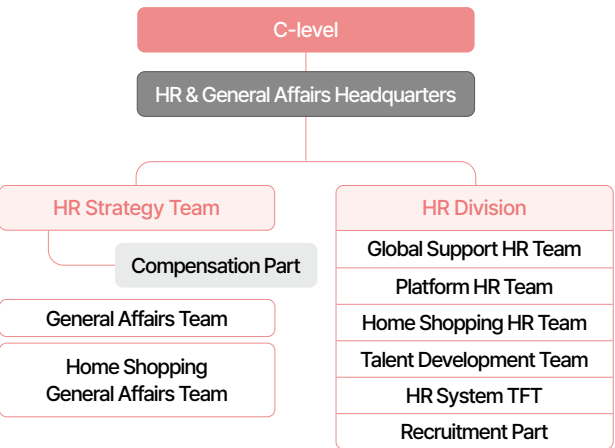 C-level
HR & General Affairs Headquarters
HR Strategy Team
Compensation Part
General Affairs Team
Home Shopping
General Affairs Team
HR Division
Global Support HR Team
Platform HR Team
Home Shopping HR Team
Talent Development Team
HR System TFT
Recruitment Part